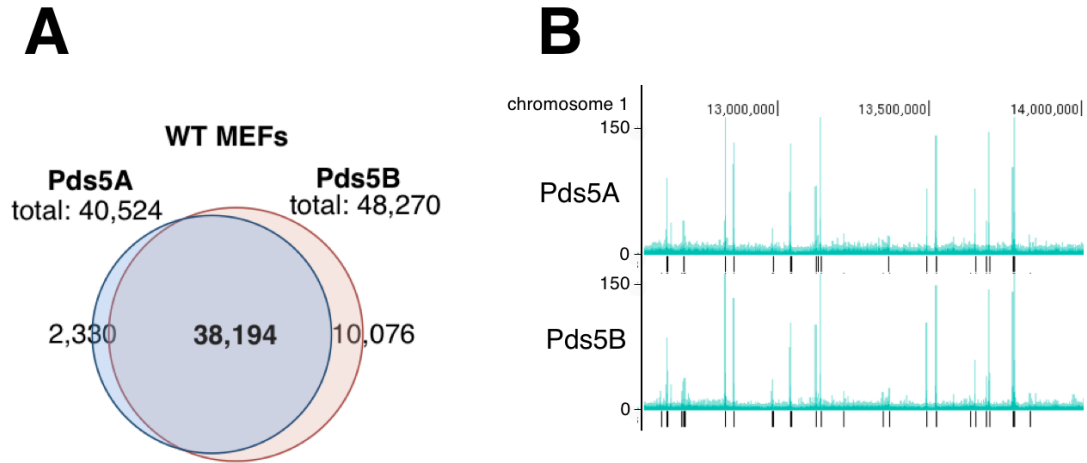 A
WT MEFs
Pds5A
total: 40,524
Pds5B
total: 48,270
2,330
38,194
10,076
B
chromosome 1
13,000,000|
13,500,000|
14,000,000|
150
Pds5A
0
150
Pds5B
0